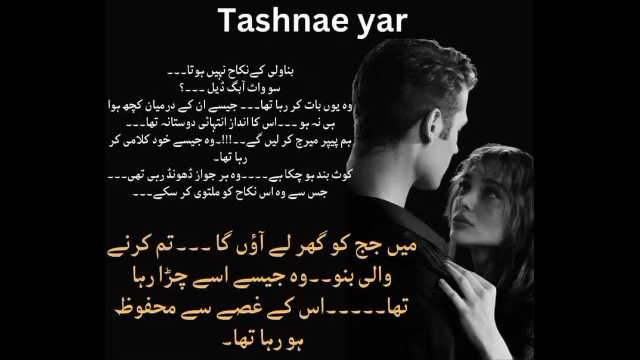 Tashnae yar
بناولی کے نکاح نہیں ہوتا۔۔۔
سو واٹ آ بگ ڈیل ۔۔۔؟
وہ یوں بات کر رہا تھا۔۔۔ جیسے ان کے درمیان کچھ ہوا
ہی نہ ہو ۔۔۔اس کا انداز انتہائی دوستانہ تھا۔۔۔
ہم پیپر میرج کر لیں گے۔۔!!!۔وہ جیسے خود کلامی کر
رہا تھا۔
کوٹ بند ہو چکا ہے۔۔۔۔وہ ہر جواز ڈھونڈ رہی تھی۔۔۔
جس سے وہ اس نکاح کو ملتوی کر سکے۔۔۔
میں جج کو گھر لے آؤں گا ۔۔۔تم کرنے
والی بنو۔۔وہ جیسے اسے چڑا رہا
تھا۔۔۔۔۔اس کے غصے سے محفوظ
ہو رہا تھا۔